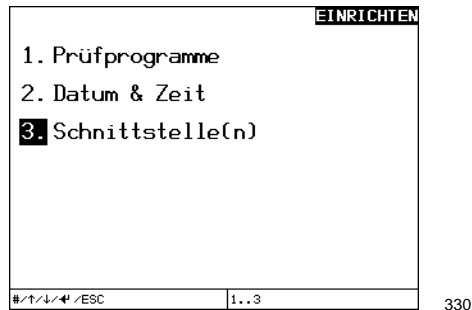 EINRICHTEN
1. Prüfprogramme
2. Datum & Zeit
3. Schnittstelle(n)
#/↑/↓/↵ /ESC 1..3
330